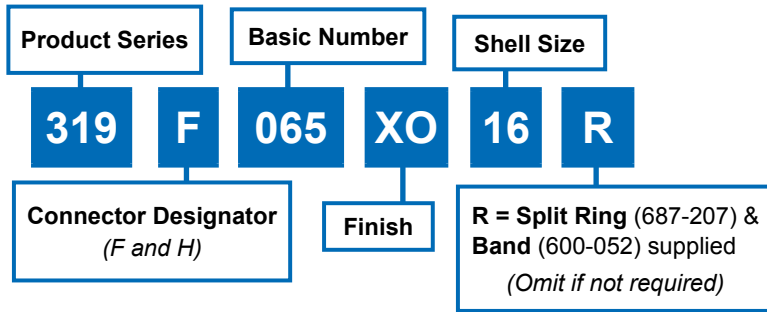 Product Series
Basic Number
Shell Size
319 F 065 XO 16 R
Connector Designator
(F and H)
Finish
R = Split Ring (687-207) &
Band (600-052) supplied
(Omit if not required)